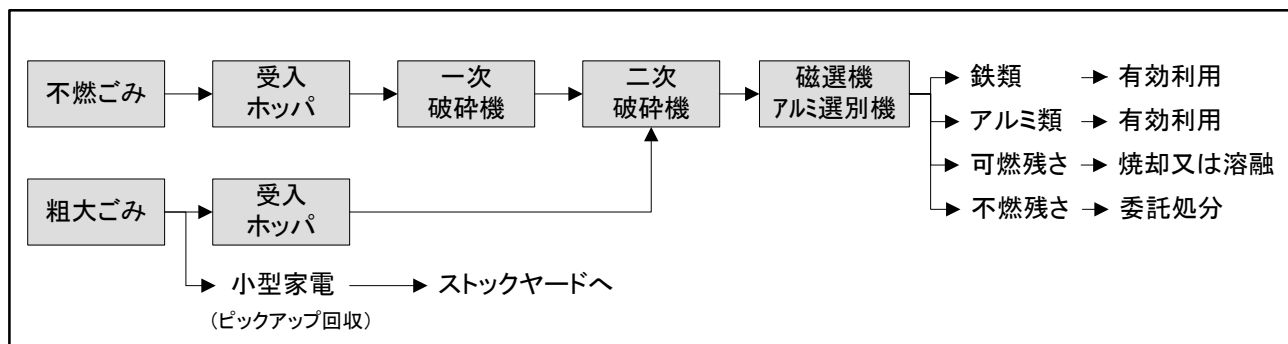 不燃ごみ
受入
ホッパ
一次
破砕機
二次
破砕機
磁選機
アルミ選別機
鉄類
有効利用
アルミ類
有効利用
可燃残さ
焼却又は溶融
不燃残さ
委託処分
粗大ごみ
受入
ホッパ
小型家電
(ピックアップ回収)
ストックヤードへ